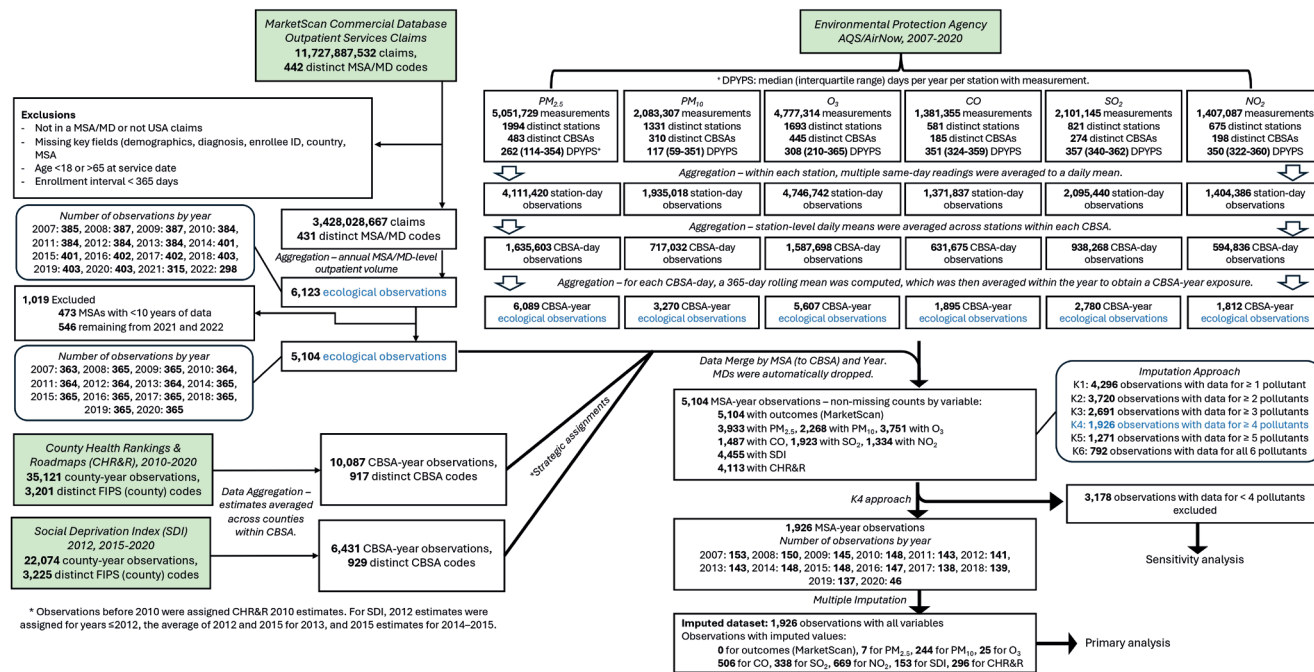 MarketScan Commercial Database
Outpatient Services Claims
11,727,887,532 claims,
442 distinct MSA/MD codes
Environmental Protection Agency
AQS/AirNow, 2007-2020
*DPYPS: median (interquartile range) days per year per station with measurement.
Exclusions
- Not in a MSA/MD or not USA claims
- Missing key fields (demographics, diagnosis, enrollee ID, country,
MSA
- Age <18 or >65 at service date
- Enrollment interval < 365 days
PM2.5
5,051,729 measurements
1994 distinct stations
483 distinct CBSAs
262 (114-354) DPYPS*
PM10
2,083,307 measurements
1331 distinct stations
310 distinct CBSAs
117 (59-351) DPYPS
O3
4,777,314 measurements
1693 distinct stations
445 distinct CBSAs
308 (210-365) DPYPS
CO
1,381,355 measurements
581 distinct stations
185 distinct CBSAs
351 (324-359) DPYPS
SO2
2,101,145 measurements
821 distinct stations
274 distinct CBSAs
357 (340-362) DPYPS
NO2
1,407,087 measurements
675 distinct stations
198 distinct CBSAs
350 (322-360) DPYPS
Aggregation – within each station, multiple same-day readings were averaged to a daily mean.
4,111,420 station-day
observations
1,935,018 station-day
observations
4,746,742 station-day
observations
1,371,837 station-day
observations
2,095,440 station-day
observations
1,404,386 station-day
observations
Aggregation – station-level daily means were averaged across stations within each CBSA.
1,635,603 CBSA-day
observations
717,032 CBSA-day
observations
1,587,698 CBSA-day
observations
631,675 CBSA-day
observations
938,268 CBSA-day
observations
594,836 CBSA-day
observations
Aggregation – for each CBSA-day, a 365-day rolling mean was computed, which was then averaged within the year to obtain a CBSA-year exposure.
6,089 CBSA-year
ecological observations
3,270 CBSA-year
ecological observations
5,607 CBSA-year
ecological observations
1,895 CBSA-year
ecological observations
2,780 CBSA-year
ecological observations
1,812 CBSA-year
ecological observations
Number of observations by year
2007: 385, 2008: 387, 2009: 387, 2010: 384,
2011: 384, 2012: 384, 2013: 384, 2014: 401,
2015: 401, 2016: 402, 2017: 402, 2018: 403,
2019: 403, 2020: 403, 2021: 315, 2022: 298
3,428,028,667 claims
431 distinct MSA/MD codes
Aggregation – annual MSA/MD-level
outpatient volume
6,123 ecological observations
1,019 Excluded
473 MSAs with <10 years of data
546 remaining from 2021 and 2022
5,104 ecological observations
Number of observations by year
2007: 363, 2008: 365, 2009: 365, 2010: 364,
2011: 364, 2012: 364, 2013: 364, 2014: 365,
2015: 365, 2016: 365, 2017: 365, 2018: 365,
2019: 365, 2020: 365
Data Merge by MSA (to CBSA) and Year.
MDs were automatically dropped.
5,104 MSA-year observations – non-missing counts by variable:
5,104 with outcomes (MarketScan)
3,933 with PM2.5, 2,268 with PM10, 3,751 with O3
1,487 with CO, 1,923 with SO2, 1,334 with NO2
4,455 with SDI
4,113 with CHR&R
Imputation Approach
K1: 4,296 observations with data for ≥ 1 pollutant
K2: 3,720 observations with data for ≥ 2 pollutants
K3: 2,691 observations with data for ≥ 3 pollutants
K4: 1,926 observations with data for ≥ 4 pollutants
K5: 1,271 observations with data for ≥ 5 pollutants
K6: 792 observations with data for all 6 pollutants
County Health Rankings &
Roadmaps (CHR&R), 2010-2020
35,121 county-year observations,
3,201 distinct FIPS (county) codes
Data Aggregation –
estimates averaged
across counties
within CBSA.
10,087 CBSA-year observations,
917 distinct CBSA codes
*Strategic assignments
Social Deprivation Index (SDI)
2012, 2015-2020
22,074 county-year observations,
3,225 distinct FIPS (county) codes
6,431 CBSA-year observations,
929 distinct CBSA codes
K4 approach
3,178 observations with data for < 4 pollutants
excluded
Sensitivity analysis
1,926 MSA-year observations
Number of observations by year
2007: 153, 2008: 150, 2009: 145, 2010: 148, 2011: 143, 2012: 141,
2013: 143, 2014: 148, 2015: 148, 2016: 147, 2017: 138, 2018: 139,
2019: 137, 2020: 46
Multiple Imputation
Imputed dataset: 1,926 observations with all variables
Observations with imputed values:
0 for outcomes (MarketScan), 7 for PM2.5, 244 for PM10, 25 for O3
506 for CO, 338 for SO2, 669 for NO2, 153 for SDI, 296 for CHR&R
Primary analysis
* Observations before 2010 were assigned CHR&R 2010 estimates. For SDI, 2012 estimates were
assigned for years ≤2012, the average of 2012 and 2015 for 2013, and 2015 estimates for 2014–2015.